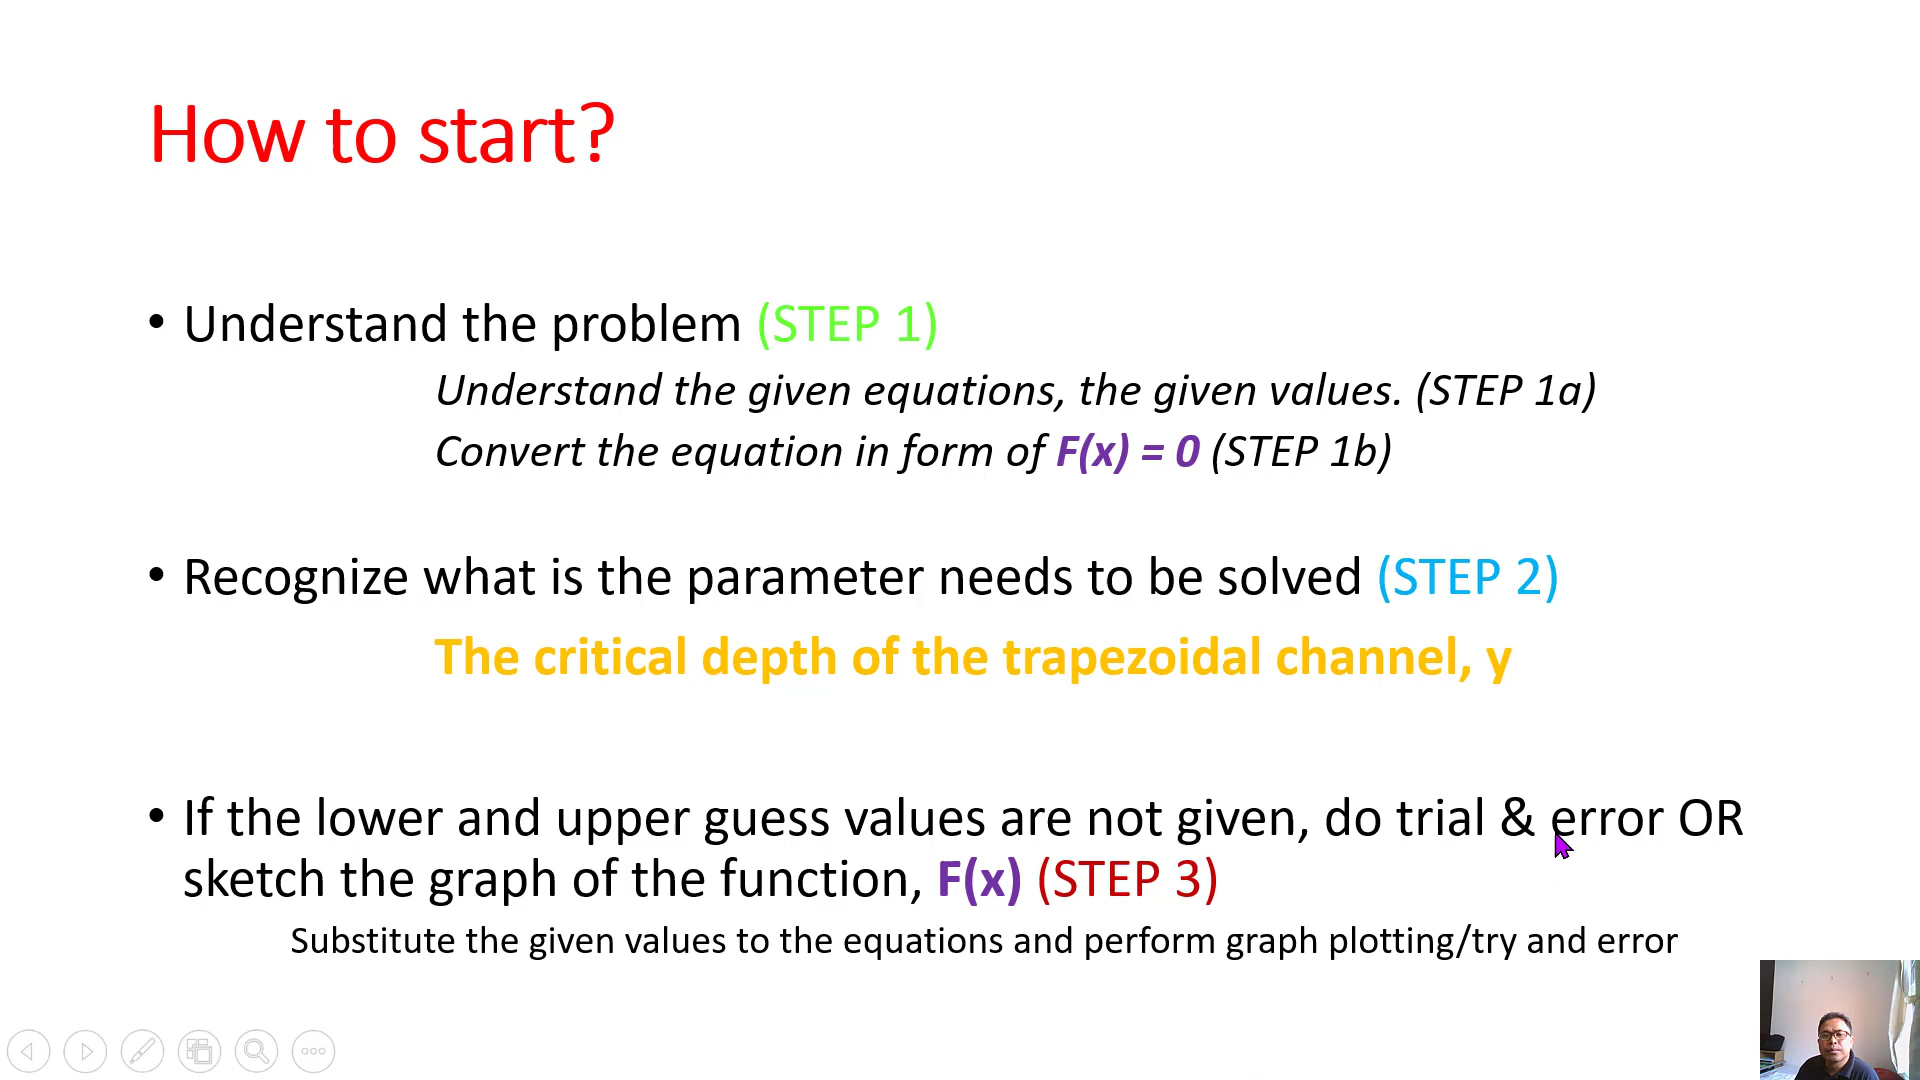 How to start?
• Understand the problem (STEP 1)
Understand the given equations, the given values. (STEP 1a)
Convert the equation in form of F(x) = 0 (STEP 1b)
• Recognize what is the parameter needs to be solved (STEP 2)
The critical depth of the trapezoidal channel, y
• If the lower and upper guess values are not given, do trial & error OR
sketch the graph of the function, F(x) (STEP 3)
Substitute the given values to the equations and perform graph plotting/try and error